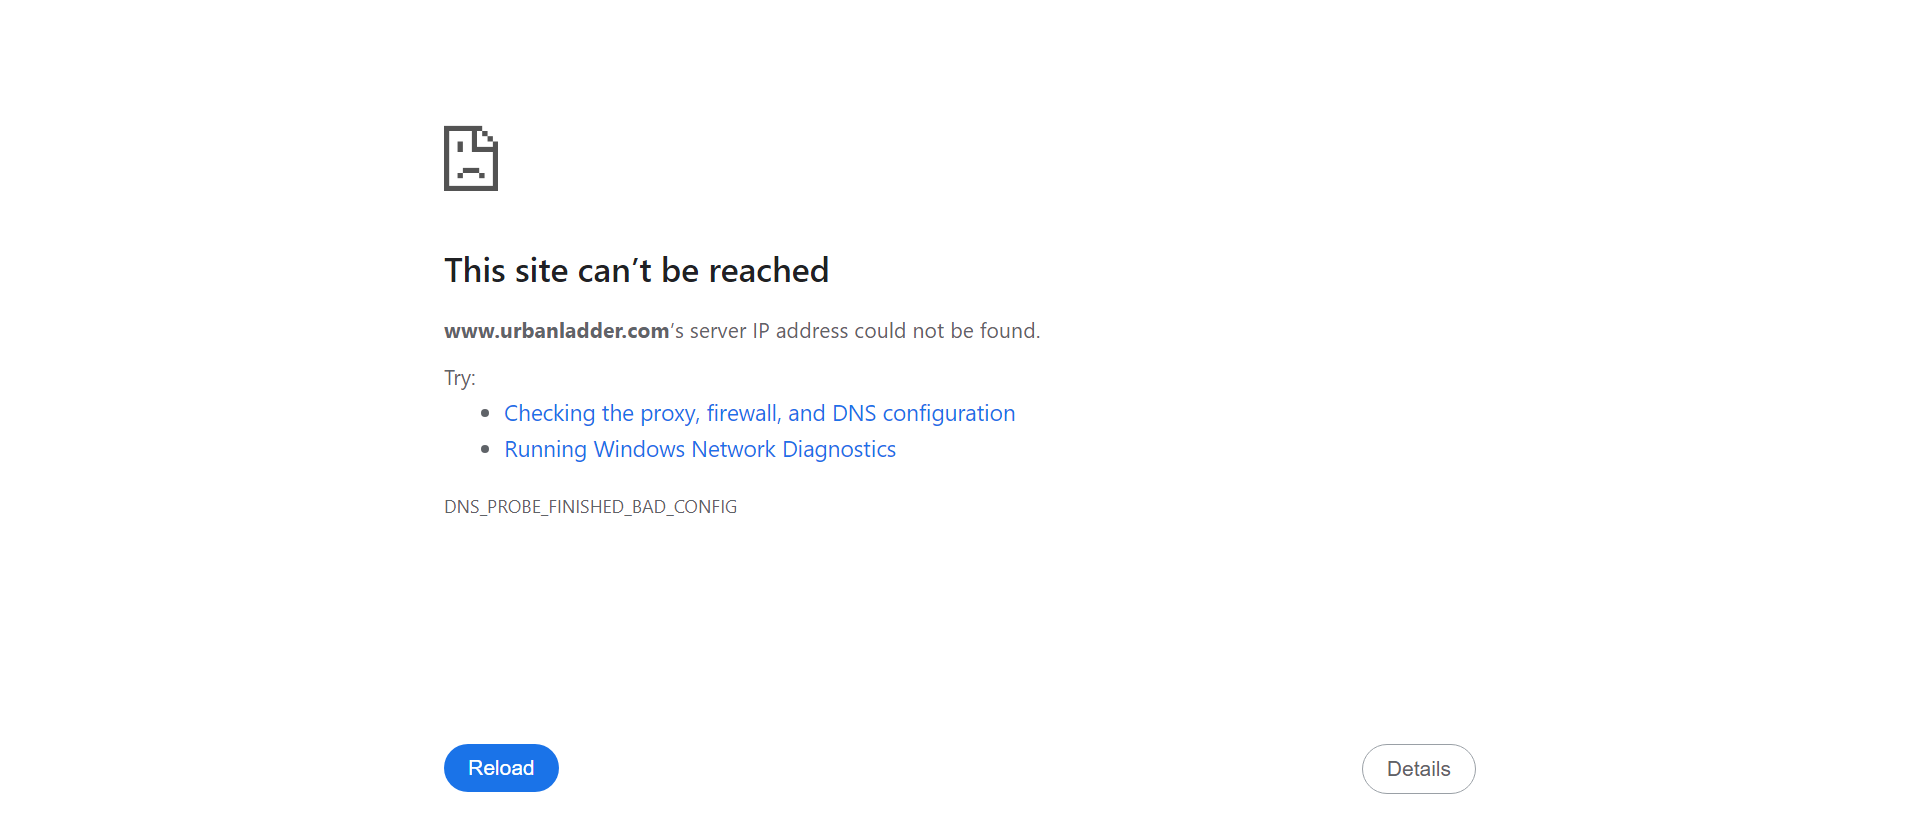 This site can’t be reached
www.urbanladder.com’s server IP address could not be found.
Try:
Checking the proxy, firewall, and DNS configuration
Running Windows Network Diagnostics
DNS_PROBE_FINISHED_BAD_CONFIG
Reload
Details